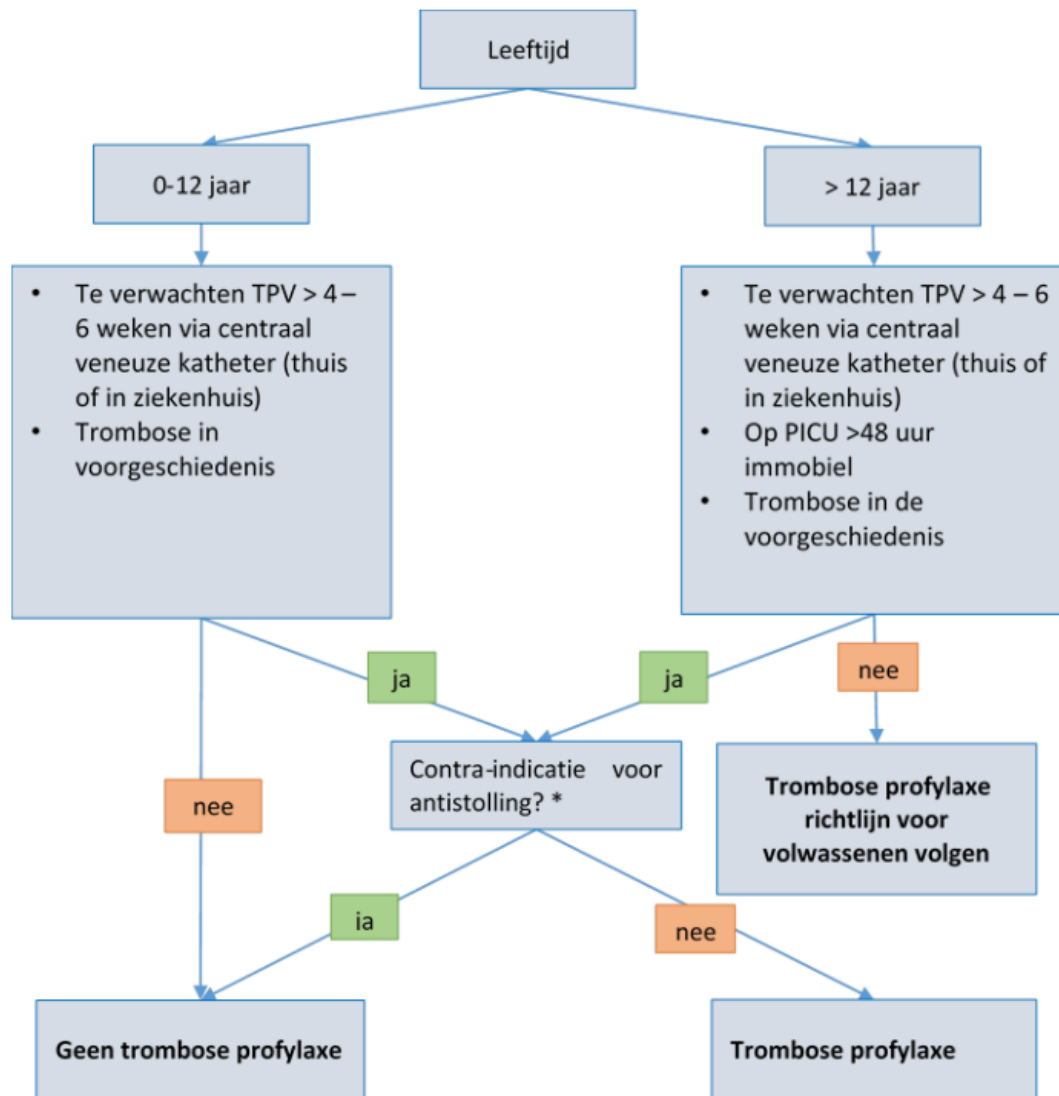 Leeftijd
0-12 jaar
> 12 jaar
• Te verwachten TPV > 4 –
6 weken via centraal
veneuze katheter (thuis
of in ziekenhuis)
• Trombose in
voorgeschiedenis
• Te verwachten TPV > 4 – 6
weken via centraal
veneuze katheter (thuis of
in ziekenhuis)
• Op PICU >48 uur
immobiel
• Trombose in de
voorgeschiedenis
ja
ja
nee
nee
Contra-indicatie voor
antistolling? *
Trombose profylaxe
richtlijn voor
volwassenen volgen
ia
nee
Geen trombose profylaxe
Trombose profylaxe